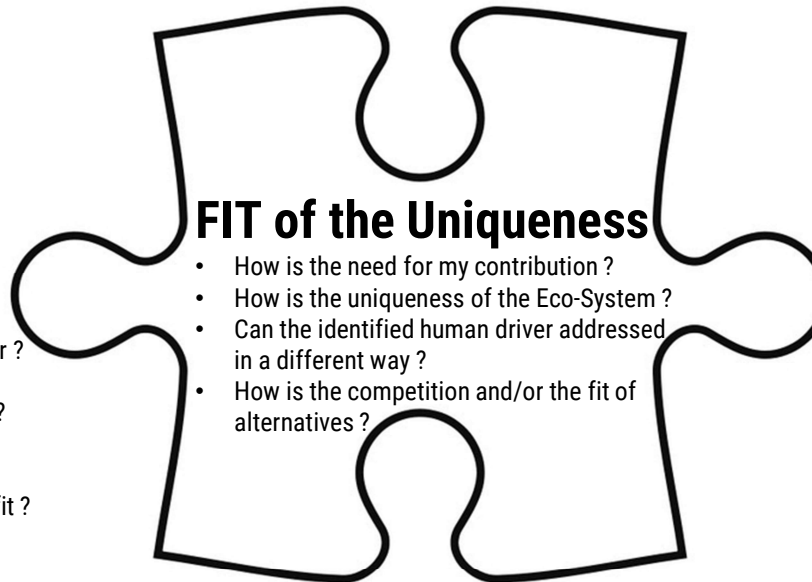 FIT of the Uniqueness
• How is the need for my contribution ?
• How is the uniqueness of the Eco-System ?
• Can the identified human driver addressed
in a different way ?
• How is the competition and/or the fit of
alternatives ?
r ?
?
it ?